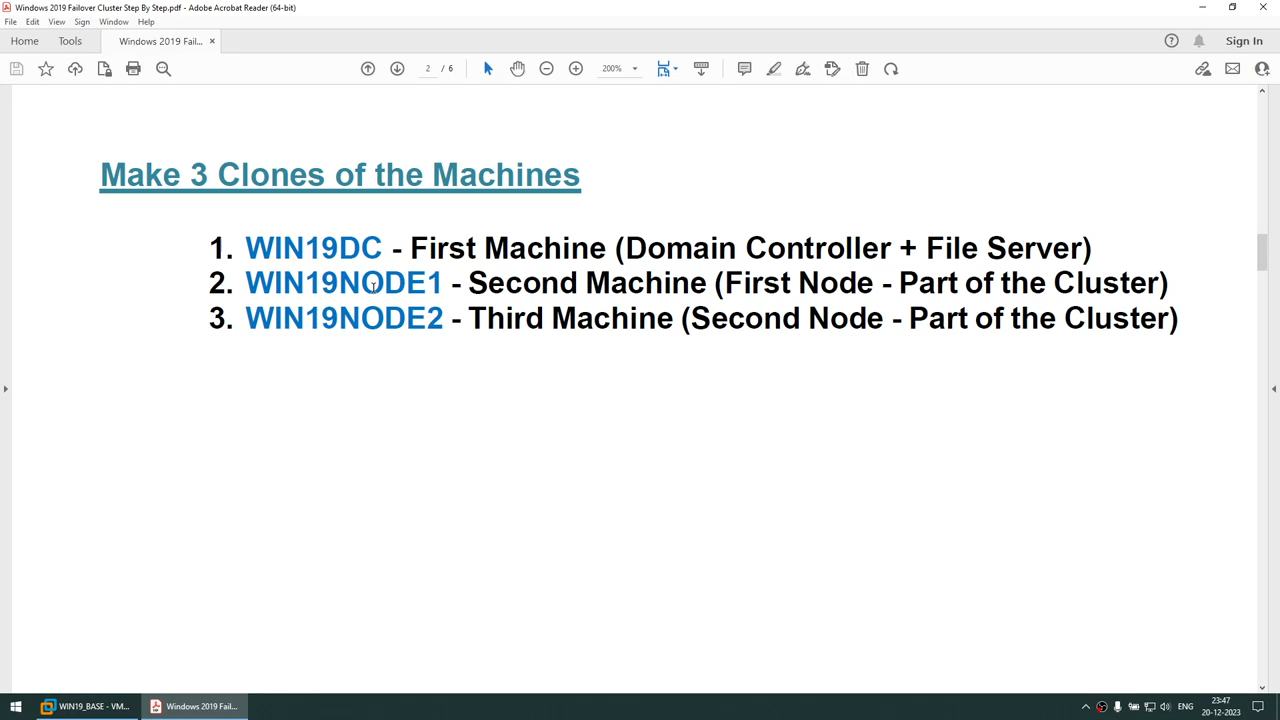 Windows 2019 Failover Cluster Step By Step.pdf - Adobe Acrobat Reader (64-bit)
File Edit View Sign Window Help
Home Tools Windows 2019 Fail... × Sign In
2 / 6 200%
Make 3 Clones of the Machines
1. WIN19DC - First Machine (Domain Controller + File Server)
2. WIN19NODE1 - Second Machine (First Node - Part of the Cluster)
3. WIN19NODE2 - Third Machine (Second Node - Part of the Cluster)
WIN19_BASE - VM... Windows 2019 Fail... ENG 23:47
20-12-2023